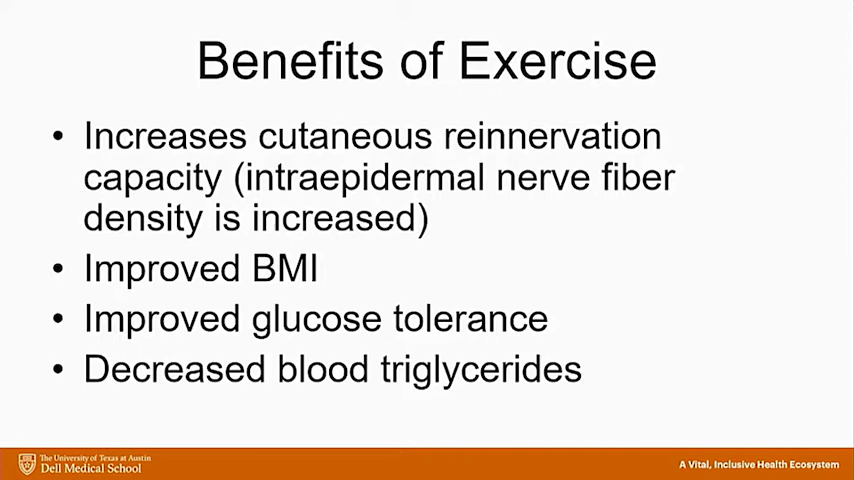 Benefits of Exercise
• Increases cutaneous reinnervation
capacity (intraepidermal nerve fiber
density is increased)
• Improved BMI
• Improved glucose tolerance
• Decreased blood triglycerides
The University of Texas at Austin
Dell Medical School
A Vital, Inclusive Health Ecosystem